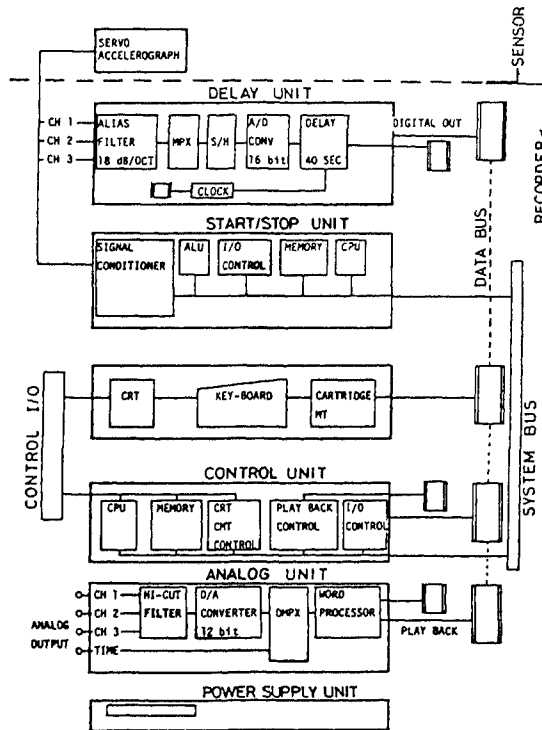 SERVO
ACCELEROGRAPH
SENSOR
RECORDER
DELAY UNIT
CH 1
CH 2
CH 3
ALIAS
FILTER
18 dB/OCT
MPX
S/H
A/D
CONV
16 bit
DELAY
40 SEC
DIGITAL OUT
CLOCK
DATA BUS
START/STOP UNIT
SIGNAL
CONDITIONER
ALU
I/O
CONTROL
MEMORY
CPU
CONTROL I/O
CRT
KEY-BOARD
CARTRIDGE
MT
SYSTEM BUS
CONTROL UNIT
CPU
MEMORY
CRT
CMT
CONTROL
PLAY BACK
CONTROL
I/O
CONTROL
ANALOG UNIT
ANALOG
OUTPUT
CH 1
CH 2
CH 3
TIME
HI-CUT
FILTER
D/A
CONVERTER
12 bit
DMPX
WORD
PROCESSOR
PLAY BACK
POWER SUPPLY UNIT